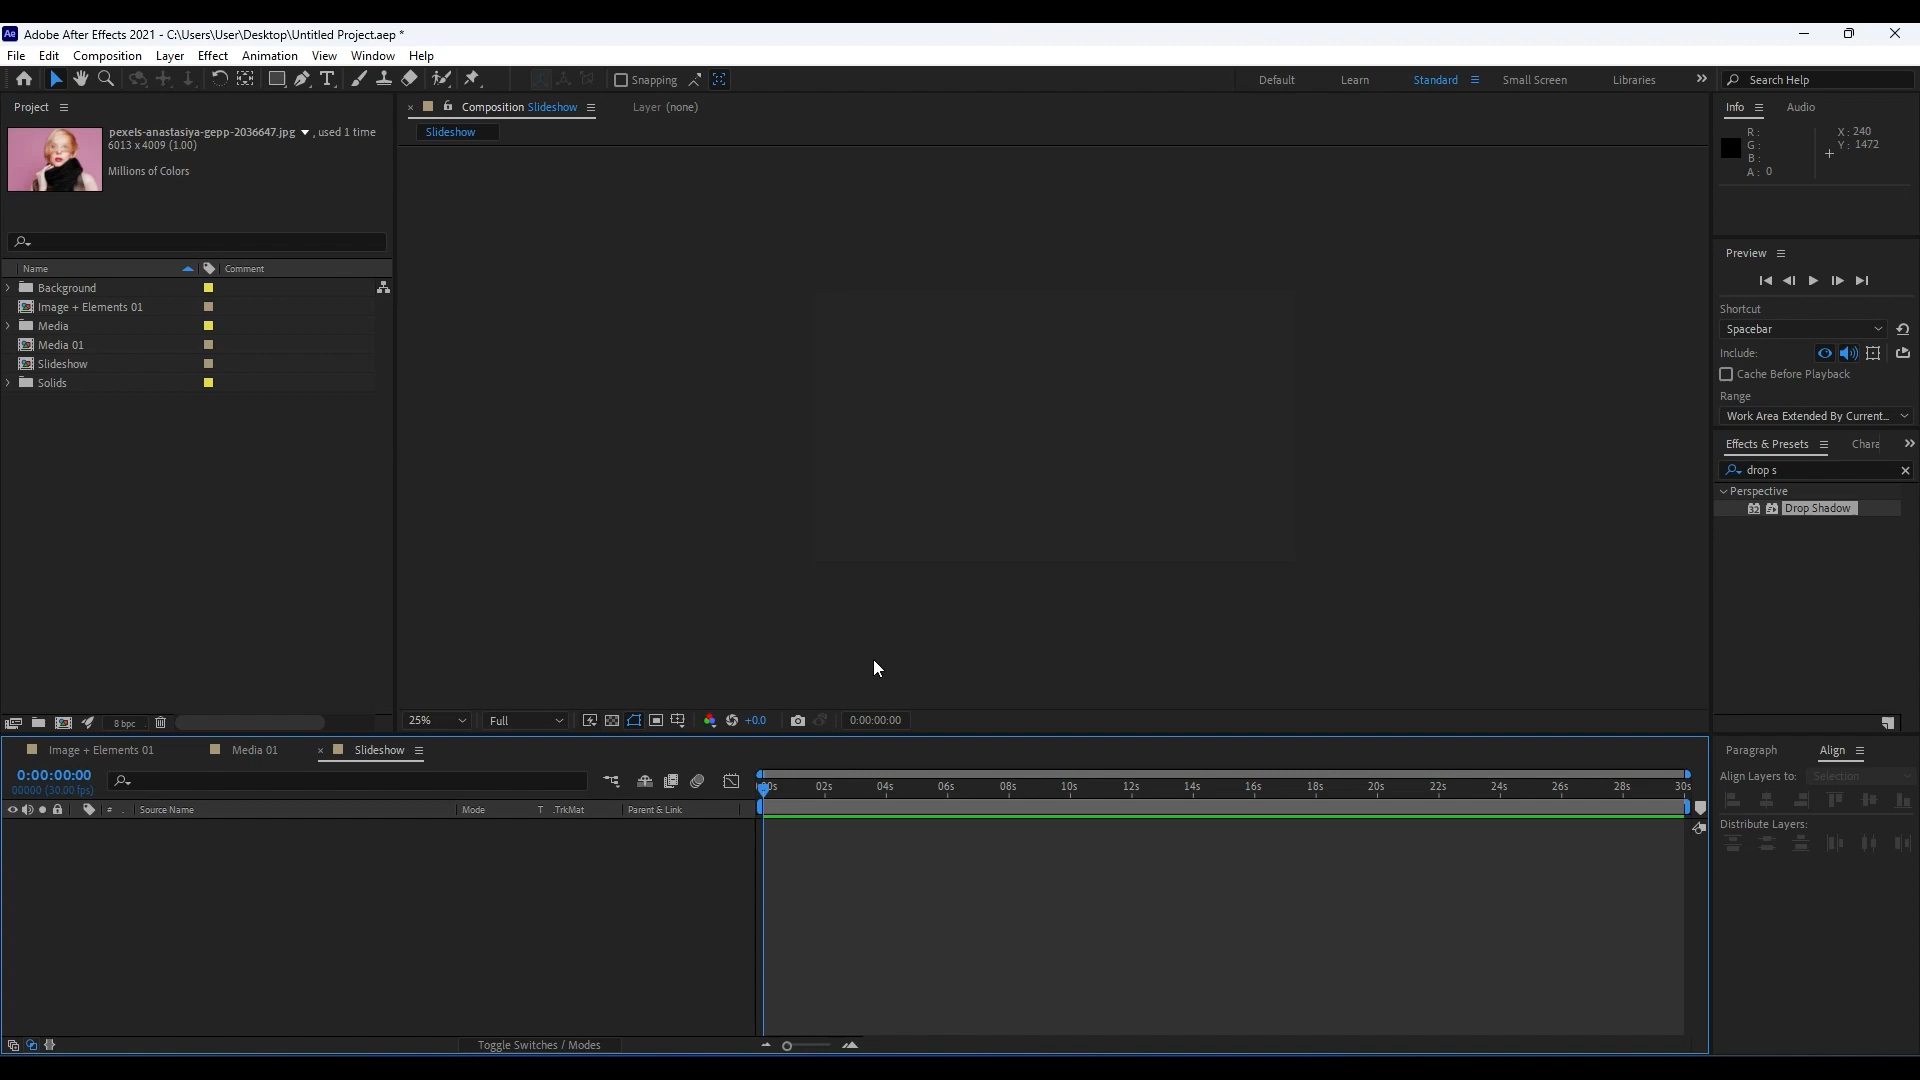 Ae Adobe After Effects 2021 - C:\Users\User\Desktop\Untitled Project.aep *
File Edit Composition Layer Effect Animation View Window Help
T Snapping Default Learn Standard Small Screen Libraries Search Help
Project
Composition Slideshow Layer (none)
Slideshow
pexels-anastasiya-gepp-2036647.jpg , used 1 time
6013 x 4009 (1.00)
Millions of Colors
Name Comment
Background
Image + Elements 01
Media
Media 01
Slideshow
Solids
8 bpc
25% Full +0.0 0:00:00:00
Info Audio
R: X: 240
G: Y: 1472
B:
A: 0
Preview
Shortcut
Spacebar
Include:
Cache Before Playback
Range
Work Area Extended By Current...
Effects & Presets Chara
drop s
Perspective
32 Drop Shadow
Image + Elements 01 Media 01 Slideshow
0:00:00:00
00000 (30.00 fps)
# . Source Name Mode T .TrkMat Parent & Link
0s 02s 04s 06s 08s 10s 12s 14s 16s 18s 20s 22s 24s 26s 28s 30s
Toggle Switches / Modes
Paragraph Align
Align Layers to: Selection
Distribute Layers: